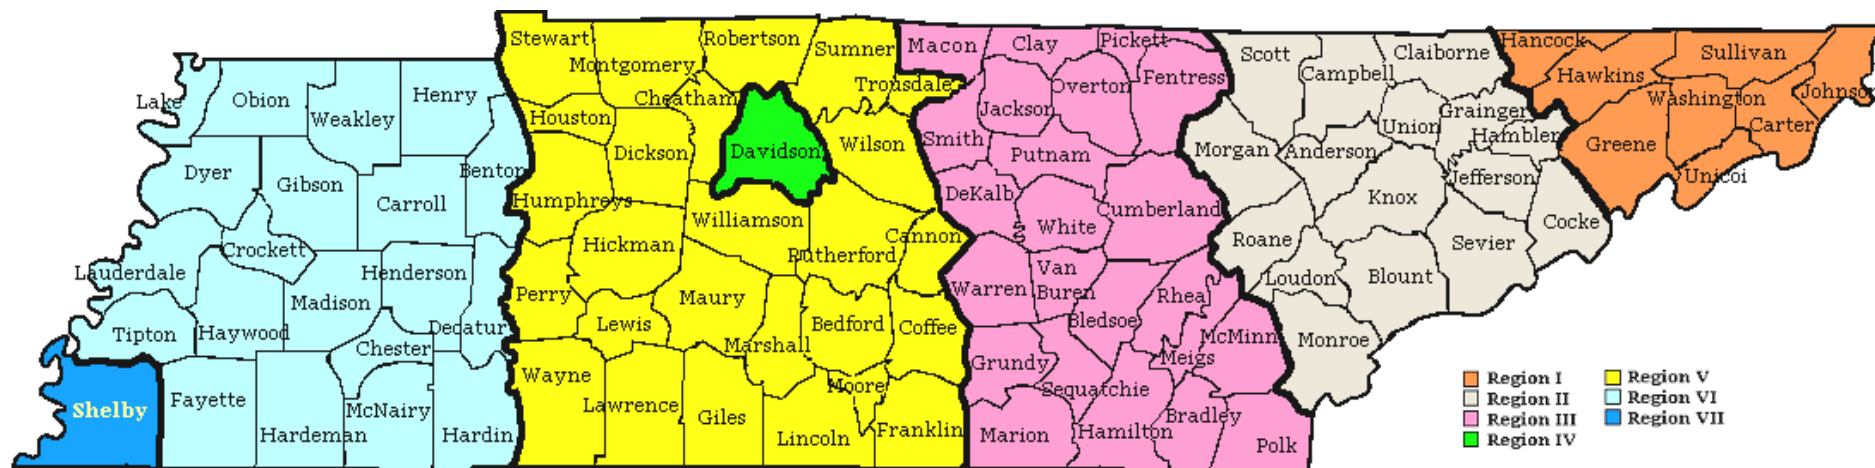 Stewart
Robertson
Sumner
Macon
Clay
Pickett
Scott
Claiborne
Hancock
Sullivan
Montgomery
Fentress
Campbell
Hawkins
Trousdale
Overton
Lake
Obion
Henry
Cheatham
Washington
Johnso
Weakley
Houston
Jackson
Grainger
Union
Hambler
Carter
Dickson
Davidson
Wilson
Smith
Putnam
Morgan
Anderson
Greene
Dyer
Gibson
Benton
Jefferson
Unicoi
Carroll
Humphreys
DeKalb
Knox
Williamson
White
Cumberland
Cocke
Crockett
Hickman
Rutherford
Cannon
Roane
Sevier
Lauderdale
Henderson
Van
Buren
Loudon
Blount
Madison
Perry
Maury
Warren
Rhea
Tipton
Haywood
Decatur
Lewis
Bedford
Coffee
Bledsoe
McMinn
Monroe
Chester
Marshall
Grundy
Meigs
Shelby
Fayette
McNairy
Wayne
Lawrence
Giles
Moore
Sequatchie
Bradley
Hardeman
Hardin
Lincoln
Franklin
Marion
Hamilton
Polk
Region I
Region II
Region III
Region IV
Region V
Region VI
Region VII